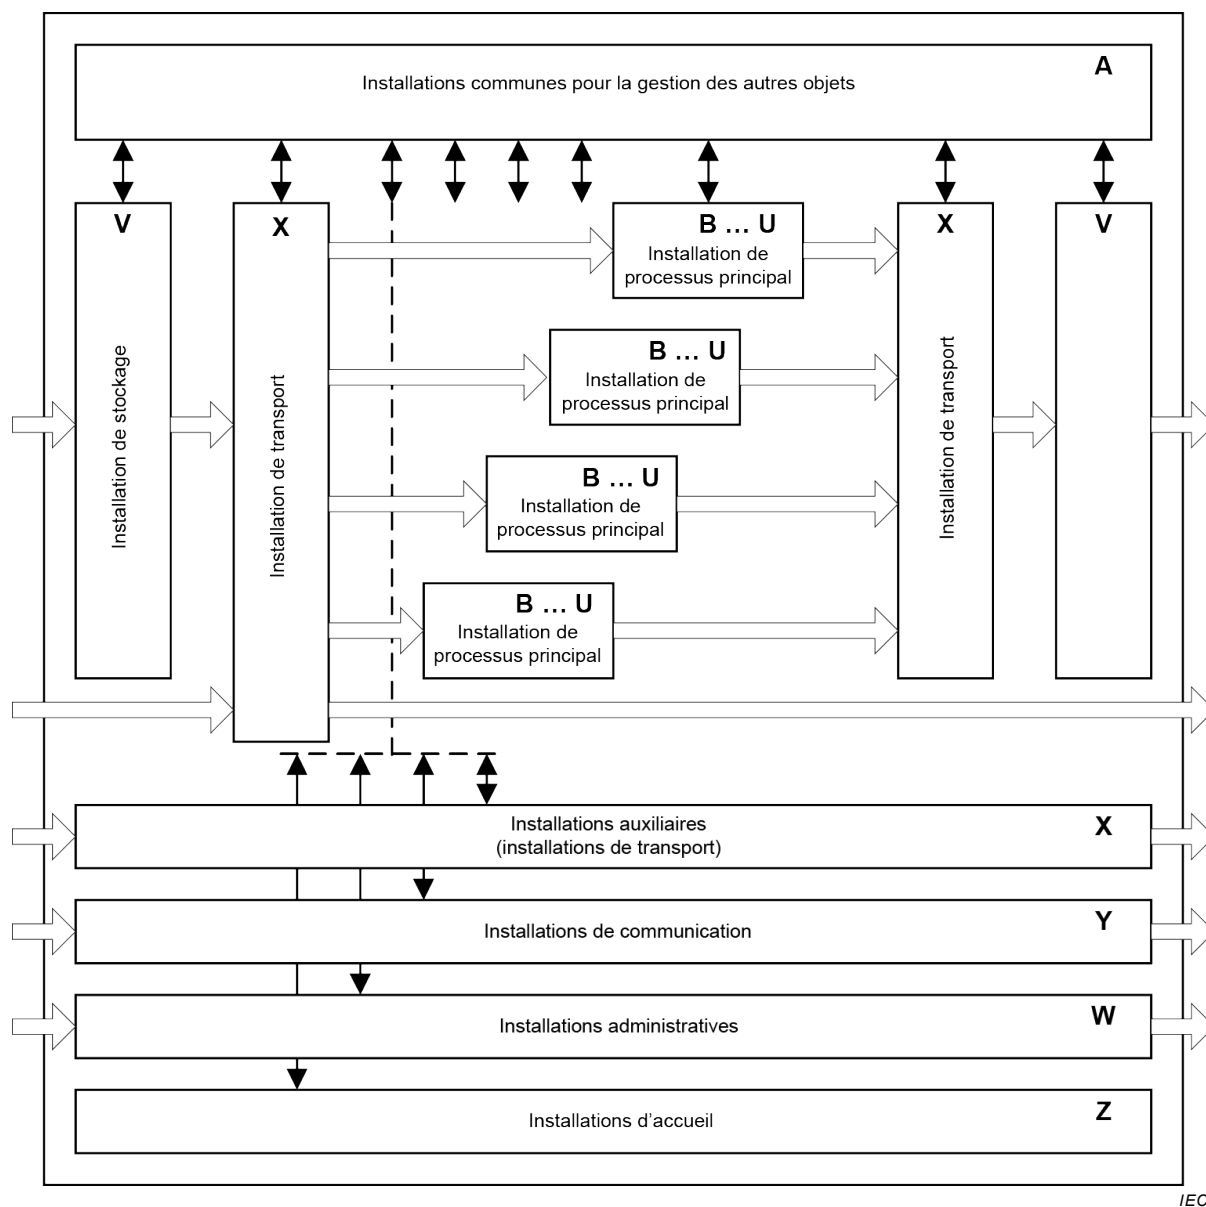 A
Installations communes pour la gestion des autres objets
V
Installation de stockage
X
Installation de transport
B … U
Installation de
processus principal
B … U
Installation de
processus principal
B … U
Installation de
processus principal
B … U
Installation de
processus principal
X
Installation de transport
V
Installations auxiliaires
(installations de transport)
X
Installations de communication
Y
Installations administratives
W
Installations d’accueil
Z
IEC